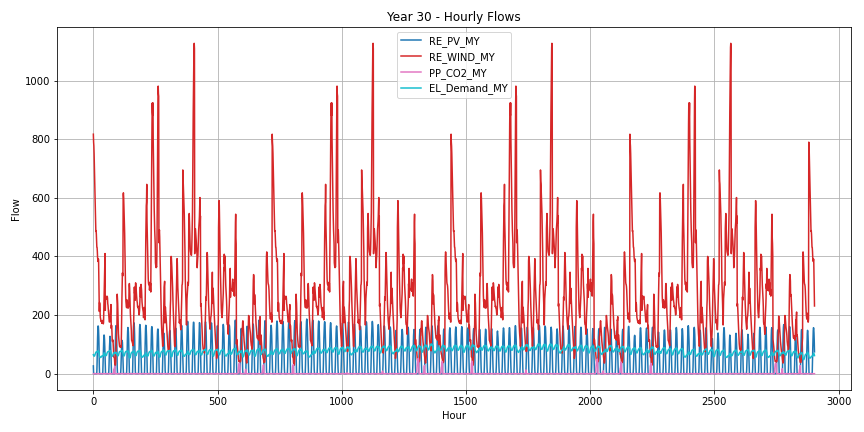 Year 30 - Hourly Flows
RE_PV_MY
RE_WIND_MY
PP_CO2_MY
EL_Demand_MY
Flow
1000
800
600
400
200
0
0
500
1000
1500
2000
2500
3000
Hour